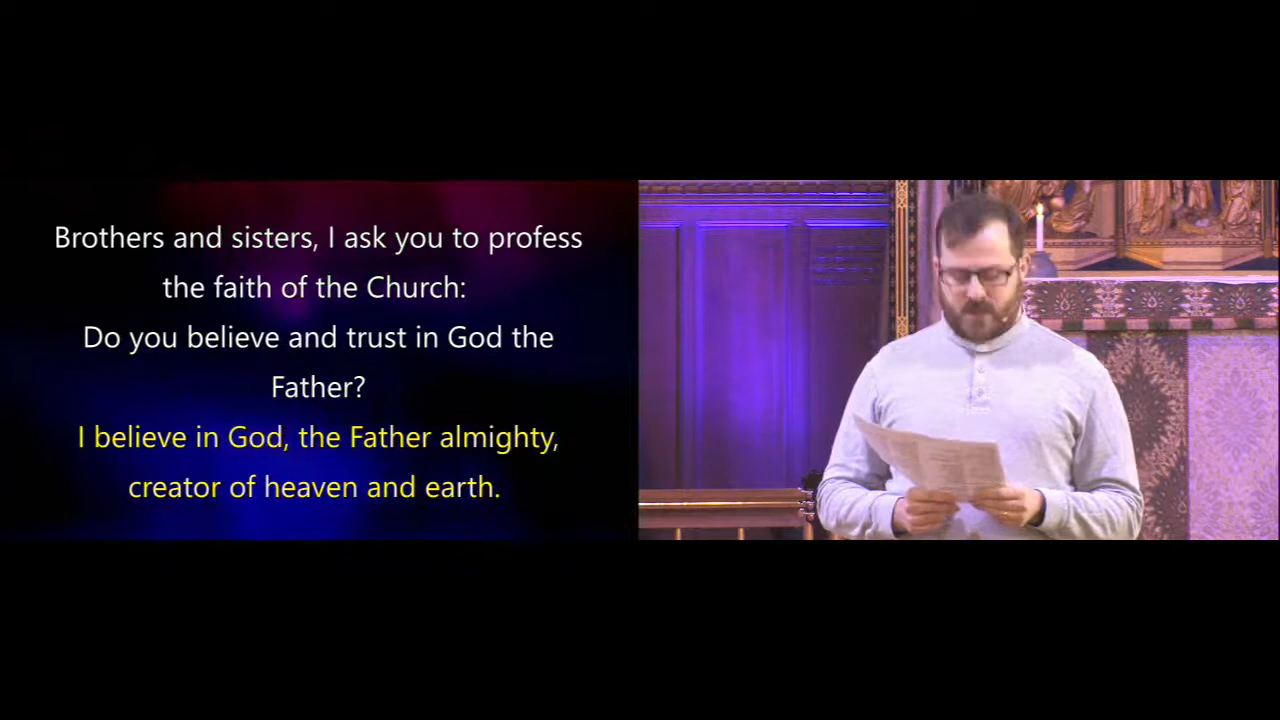 Brothers and sisters, I ask you to profess
the faith of the Church:
Do you believe and trust in God the
Father?
I believe in God, the Father almighty,
creator of heaven and earth.